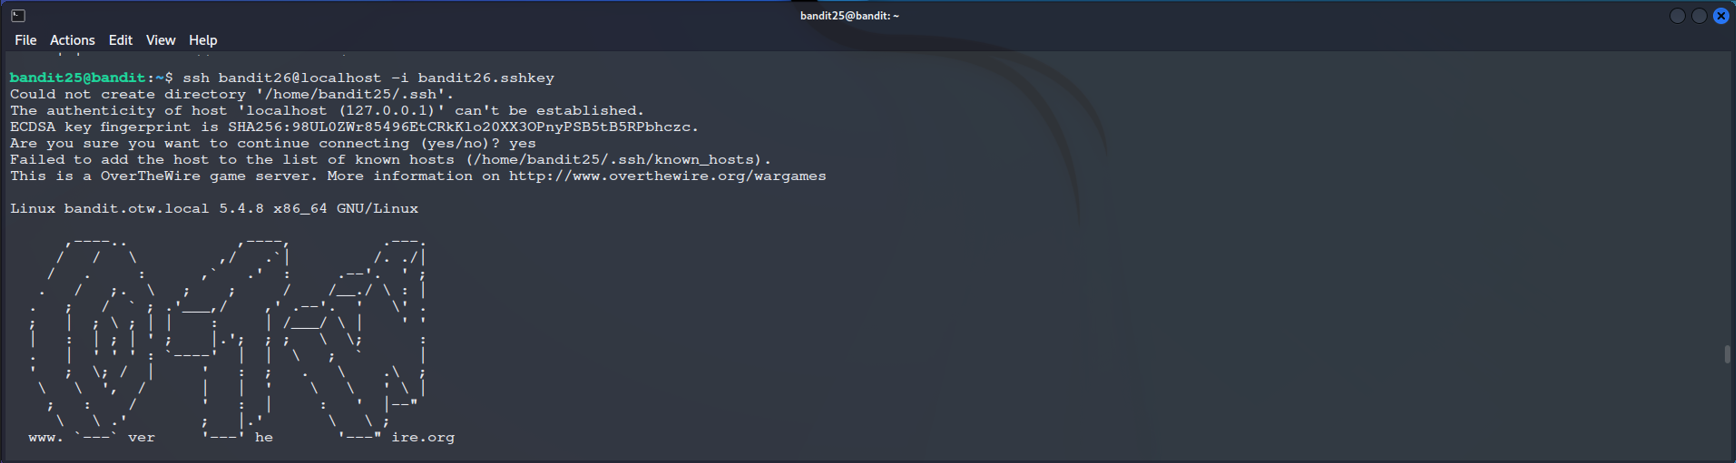 bandit25@bandit: ~
File Actions Edit View Help
bandit25@bandit:~$ ssh bandit26@localhost -i bandit26.sshkey
Could not create directory '/home/bandit25/.ssh'.
The authenticity of host 'localhost (127.0.0.1)' can't be established.
ECDSA key fingerprint is SHA256:98UL0ZWr85496EtCRkKlo20XX3OPnyPSB5tB5RPbhczc.
Are you sure you want to continue connecting (yes/no)? yes
Failed to add the host to the list of known hosts (/home/bandit25/.ssh/known_hosts).
This is a OverTheWire game server. More information on http://www.overthewire.org/wargames
Linux bandit.otw.local 5.4.8 x86_64 GNU/Linux
      ,----..            ,----,          .---.
     /   /   \         ,/   .`|         /. ./|
    /   .     :      ,`   .'  :     .--'.  ' ;
   .   /   ;.  \   ;    ;     /    /__./ \ : |
  .   ;   /  ` ; .'___,/    ,' .--'.  '   \' .
  ;   |  ; \ ; | |    :     | /___/ \ |    ' '
  |   :  | ; | ' ;    |.';  ; ;   \  \;      :
  .   |  ' ' ' : `----'  |  |  \   ;  `      |
  '   ;  \; /  |     '   :  ;   .   \    .\  ;
   \   \  ',  /      |   |  '    \   \   ' \ |
    ;   :    /       '   :  |     :   '  |--"
     \   \ .'        ;   |.'       \   \ ;
  www. `---` ver     '---' he       '---" ire.org